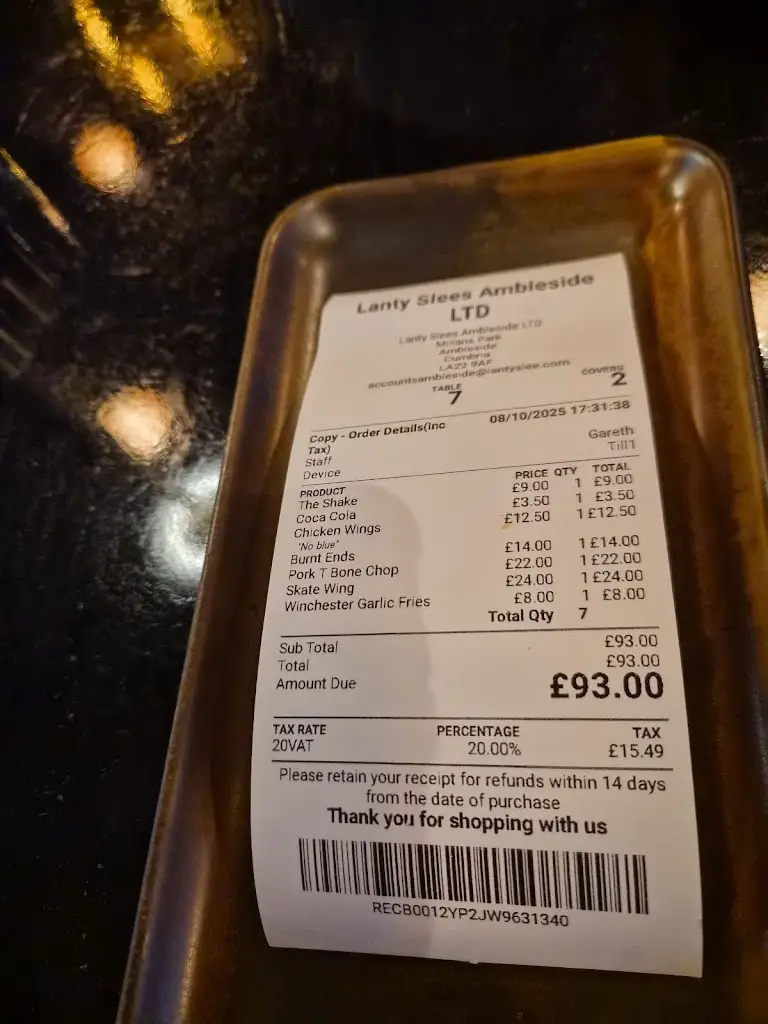 Lanty Slees Ambleside
LTD
Lanty Slees Ambleside LTD
Millans Park
Ambleside
Cumbria
LA22 9AF
accountsambleside@lantyslee.com
TABLE COVERS
7 2
Copy - Order Details(inc 08/10/2025 17:31:38
Tax)
Staff Gareth
Device Till1
PRODUCT PRICE QTY TOTAL
The Shake £9.00 1 £9.00
Coca Cola £3.50 1 £3.50
Chicken Wings £12.50 1 £12.50
"No blue"
Burnt Ends £14.00 1 £14.00
Pork T Bone Chop £22.00 1 £22.00
Skate Wing £24.00 1 £24.00
Winchester Garlic Fries £8.00 1 £8.00
Total Qty 7
Sub Total £93.00
Total £93.00
Amount Due £93.00
TAX RATE PERCENTAGE TAX
20VAT 20.00% £15.49
Please retain your receipt for refunds within 14 days
from the date of purchase
Thank you for shopping with us
RECB0012YP2JW9631340